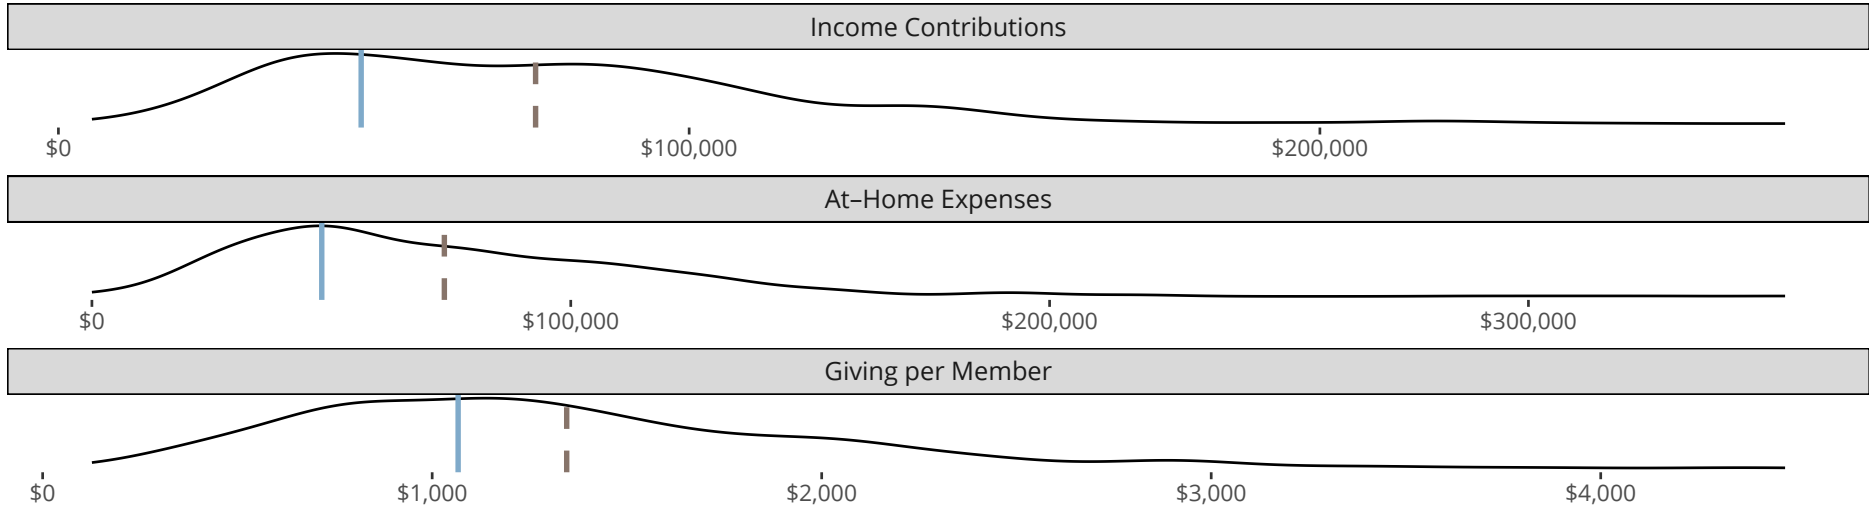 Income Contributions
$0 $100,000 $200,000
At–Home Expenses
$0 $100,000 $200,000 $300,000
Giving per Member
$0 $1,000 $2,000 $3,000 $4,000